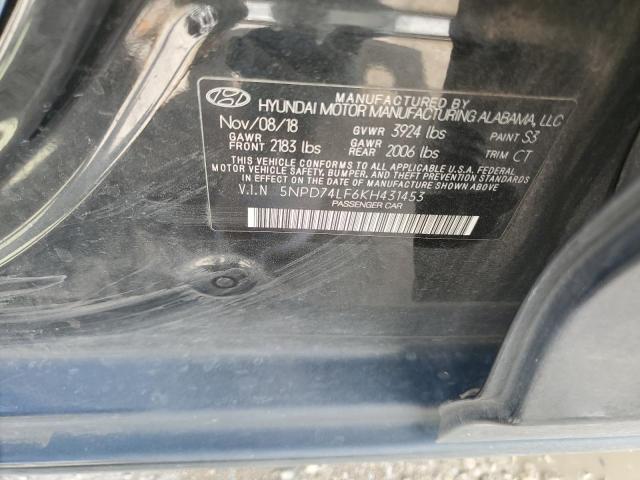 MANUFACTURED BY
HYUNDAI MOTOR MANUFACTURING ALABAMA, LLC
Nov/08/18 GVWR 3924 lbs PAINT S3
GAWR FRONT 2183 lbs GAWR REAR 2006 lbs TRIM CT
THIS VEHICLE CONFORMS TO ALL APPLICABLE U.S.A. FEDERAL
MOTOR VEHICLE SAFETY, BUMPER, AND THEFT PREVENTION
STANDARDS IN EFFECT ON THE DATE OF MANUFACTURE SHOWN ABOVE.
V.I.N 5NPD74LF6KH431453
PASSENGER CAR